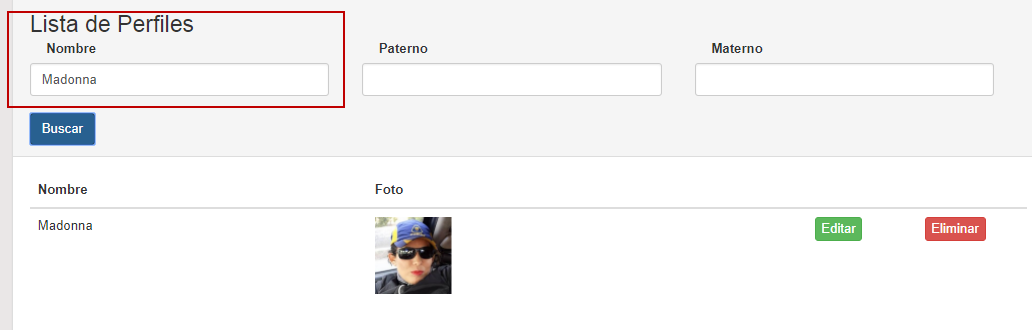 Lista de Perfiles
Nombre Paterno Materno
Madonna
Buscar
Nombre Foto
Madonna Editar Eliminar